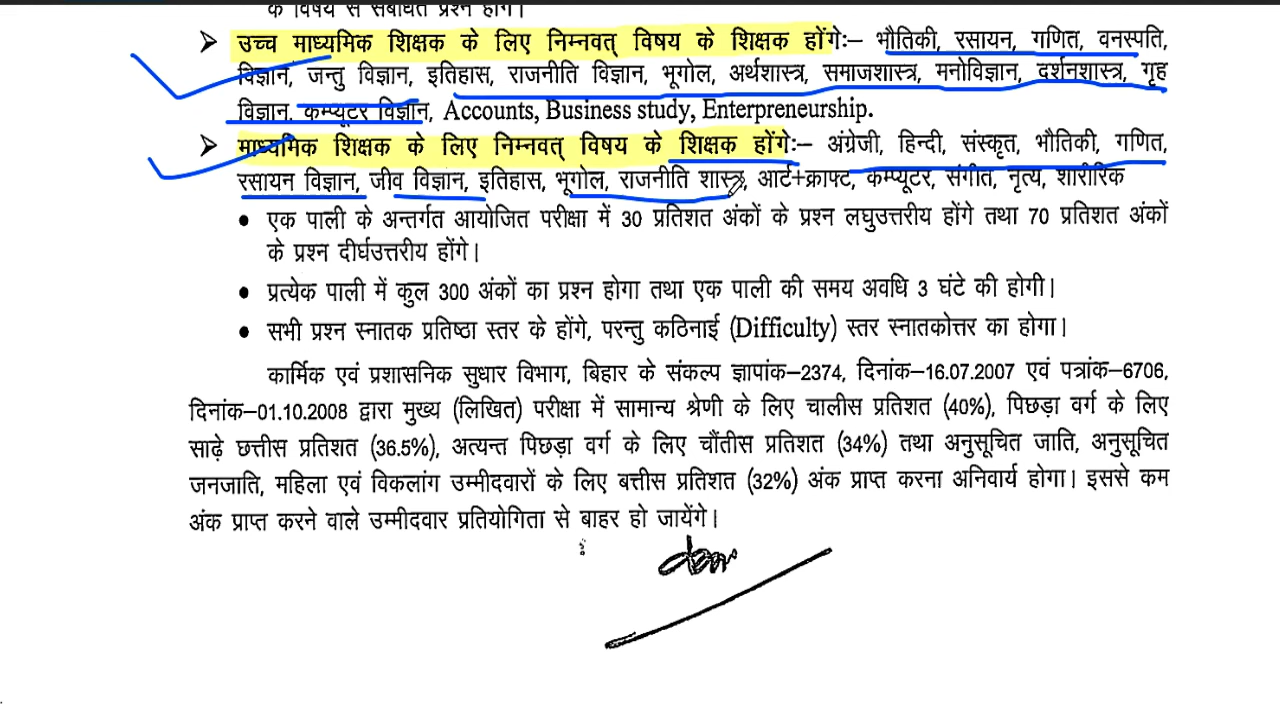 के विषय से संबंधित प्रश्न होंगे।
➢ उच्च माध्यमिक शिक्षक के लिए निम्नवत् विषय के शिक्षक होंगेः– भौतिकी, रसायन, गणित, वनस्पति,
विज्ञान, जन्तु विज्ञान, इतिहास, राजनीति विज्ञान, भूगोल, अर्थशास्त्र, समाजशास्त्र, मनोविज्ञान, दर्शनशास्त्र, गृह
विज्ञान, कम्प्यूटर विज्ञान, Accounts, Business study, Enterpreneurship.
➢ माध्यमिक शिक्षक के लिए निम्नवत् विषय के शिक्षक होंगेः– अंग्रेजी, हिन्दी, संस्कृत, भौतिकी, गणित,
रसायन विज्ञान, जीव विज्ञान, इतिहास, भूगोल, राजनीति शास्त्र, आर्ट+क्राफ्ट, कम्प्यूटर, संगीत, नृत्य, शारीरिक
• एक पाली के अन्तर्गत आयोजित परीक्षा में 30 प्रतिशत अंकों के प्रश्न लघुउत्तरीय होंगे तथा 70 प्रतिशत अंकों
के प्रश्न दीर्घउत्तरीय होंगे।
• प्रत्येक पाली में कुल 300 अंकों का प्रश्न होगा तथा एक पाली की समय अवधि 3 घंटे की होगी।
• सभी प्रश्न स्नातक प्रतिष्ठा स्तर के होंगे, परन्तु कठिनाई (Difficulty) स्तर स्नातकोत्तर का होगा।
कार्मिक एवं प्रशासनिक सुधार विभाग, बिहार के संकल्प ज्ञापांक–2374, दिनांक–16.07.2007 एवं पत्रांक–6706,
दिनांक–01.10.2008 द्वारा मुख्य (लिखित) परीक्षा में सामान्य श्रेणी के लिए चालीस प्रतिशत (40%), पिछड़ा वर्ग के लिए
साढ़े छत्तीस प्रतिशत (36.5%), अत्यन्त पिछड़ा वर्ग के लिए चौंतीस प्रतिशत (34%) तथा अनुसूचित जाति, अनुसूचित
जनजाति, महिला एवं विकलांग उम्मीदवारों के लिए बत्तीस प्रतिशत (32%) अंक प्राप्त करना अनिवार्य होगा। इससे कम
अंक प्राप्त करने वाले उम्मीदवार प्रतियोगिता से बाहर हो जायेंगे।